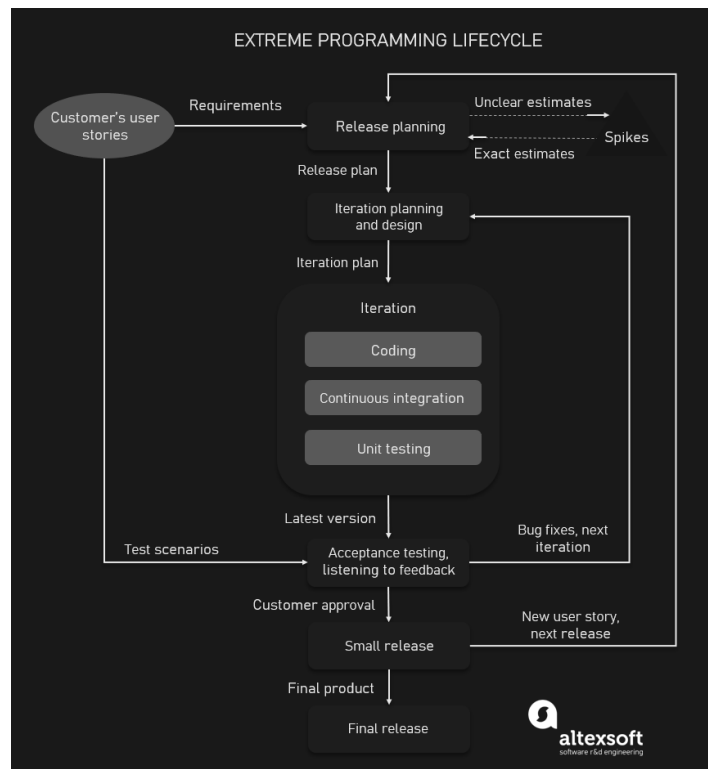 EXTREME PROGRAMMING LIFECYCLE
Customer's user
stories
Requirements
Release planning
Unclear estimates
Spikes
Exact estimates
Release plan
Iteration planning
and design
Iteration plan
Iteration
Coding
Continuous integration
Unit testing
Latest version
Bug fixes, next
iteration
Test scenarios
Acceptance testing,
listening to feedback
Customer approval
New user story,
next release
Small release
Final product
Final release
altexsoft
software r&d engineering